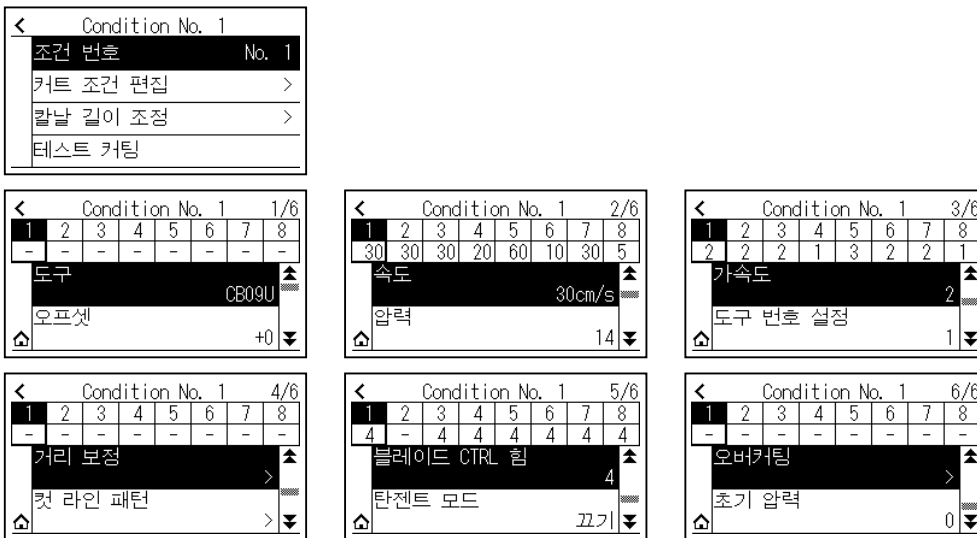 Condition No. 1
조건 번호 No. 1
커트 조건 편집 >
칼날 길이 조정 >
테스트 커팅
Condition No. 1 1/6
1 2 3 4 5 6 7 8
- - - - - - - -
도구
CB09U
오프셋
+0
Condition No. 1 2/6
1 2 3 4 5 6 7 8
30 30 30 20 60 10 30 5
속도
30cm/s
압력
14
Condition No. 1 3/6
1 2 3 4 5 6 7 8
2 2 2 1 3 2 2 1
가속도
2
도구 번호 설정
1
Condition No. 1 4/6
1 2 3 4 5 6 7 8
- - - - - - - -
거리 보정
>
컷 라인 패턴
>
Condition No. 1 5/6
1 2 3 4 5 6 7 8
4 - 4 4 4 4 4 4
블레이드 CTRL 힘
4
탄젠트 모드
끄기
Condition No. 1 6/6
1 2 3 4 5 6 7 8
- - - - - - - -
오버커팅
>
초기 압력
0